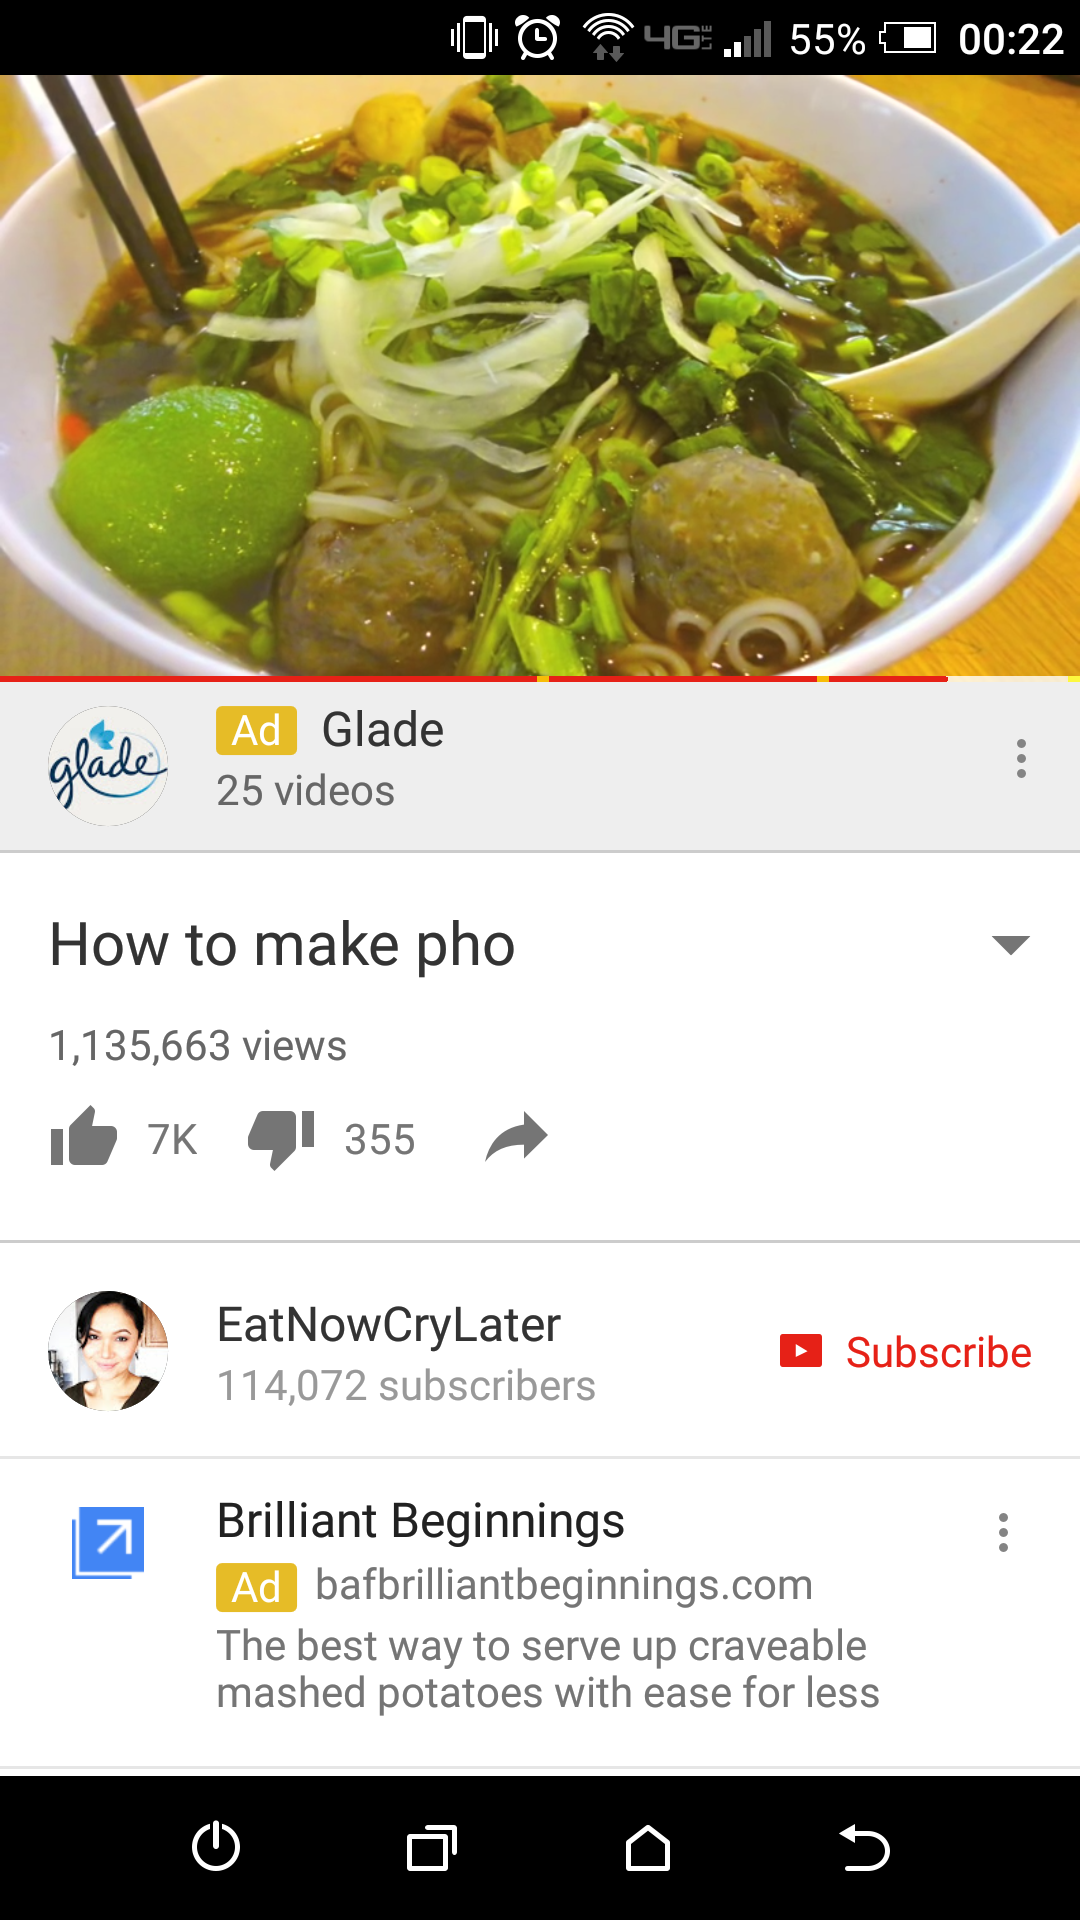 4G LTE 55% 00:22
glade
Ad Glade
25 videos
How to make pho
1,135,663 views
7K 355
EatNowCryLater
114,072 subscribers
Subscribe
Brilliant Beginnings
Ad bafbrilliantbeginnings.com
The best way to serve up craveable
mashed potatoes with ease for less